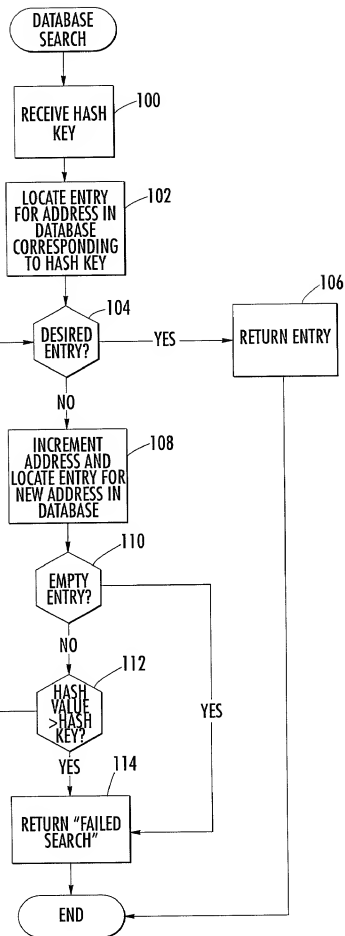 DATABASE
SEARCH
100
RECEIVE HASH
KEY
102
LOCATE ENTRY
FOR ADDRESS IN
DATABASE
CORRESPONDING
TO HASH KEY
104
DESIRED
ENTRY?
YES
106
RETURN ENTRY
NO
108
INCREMENT
ADDRESS AND
LOCATE ENTRY FOR
NEW ADDRESS IN
DATABASE
110
EMPTY
ENTRY?
NO
112
HASH
VALUE
>HASH
KEY?
YES
YES
114
RETURN "FAILED
SEARCH"
END